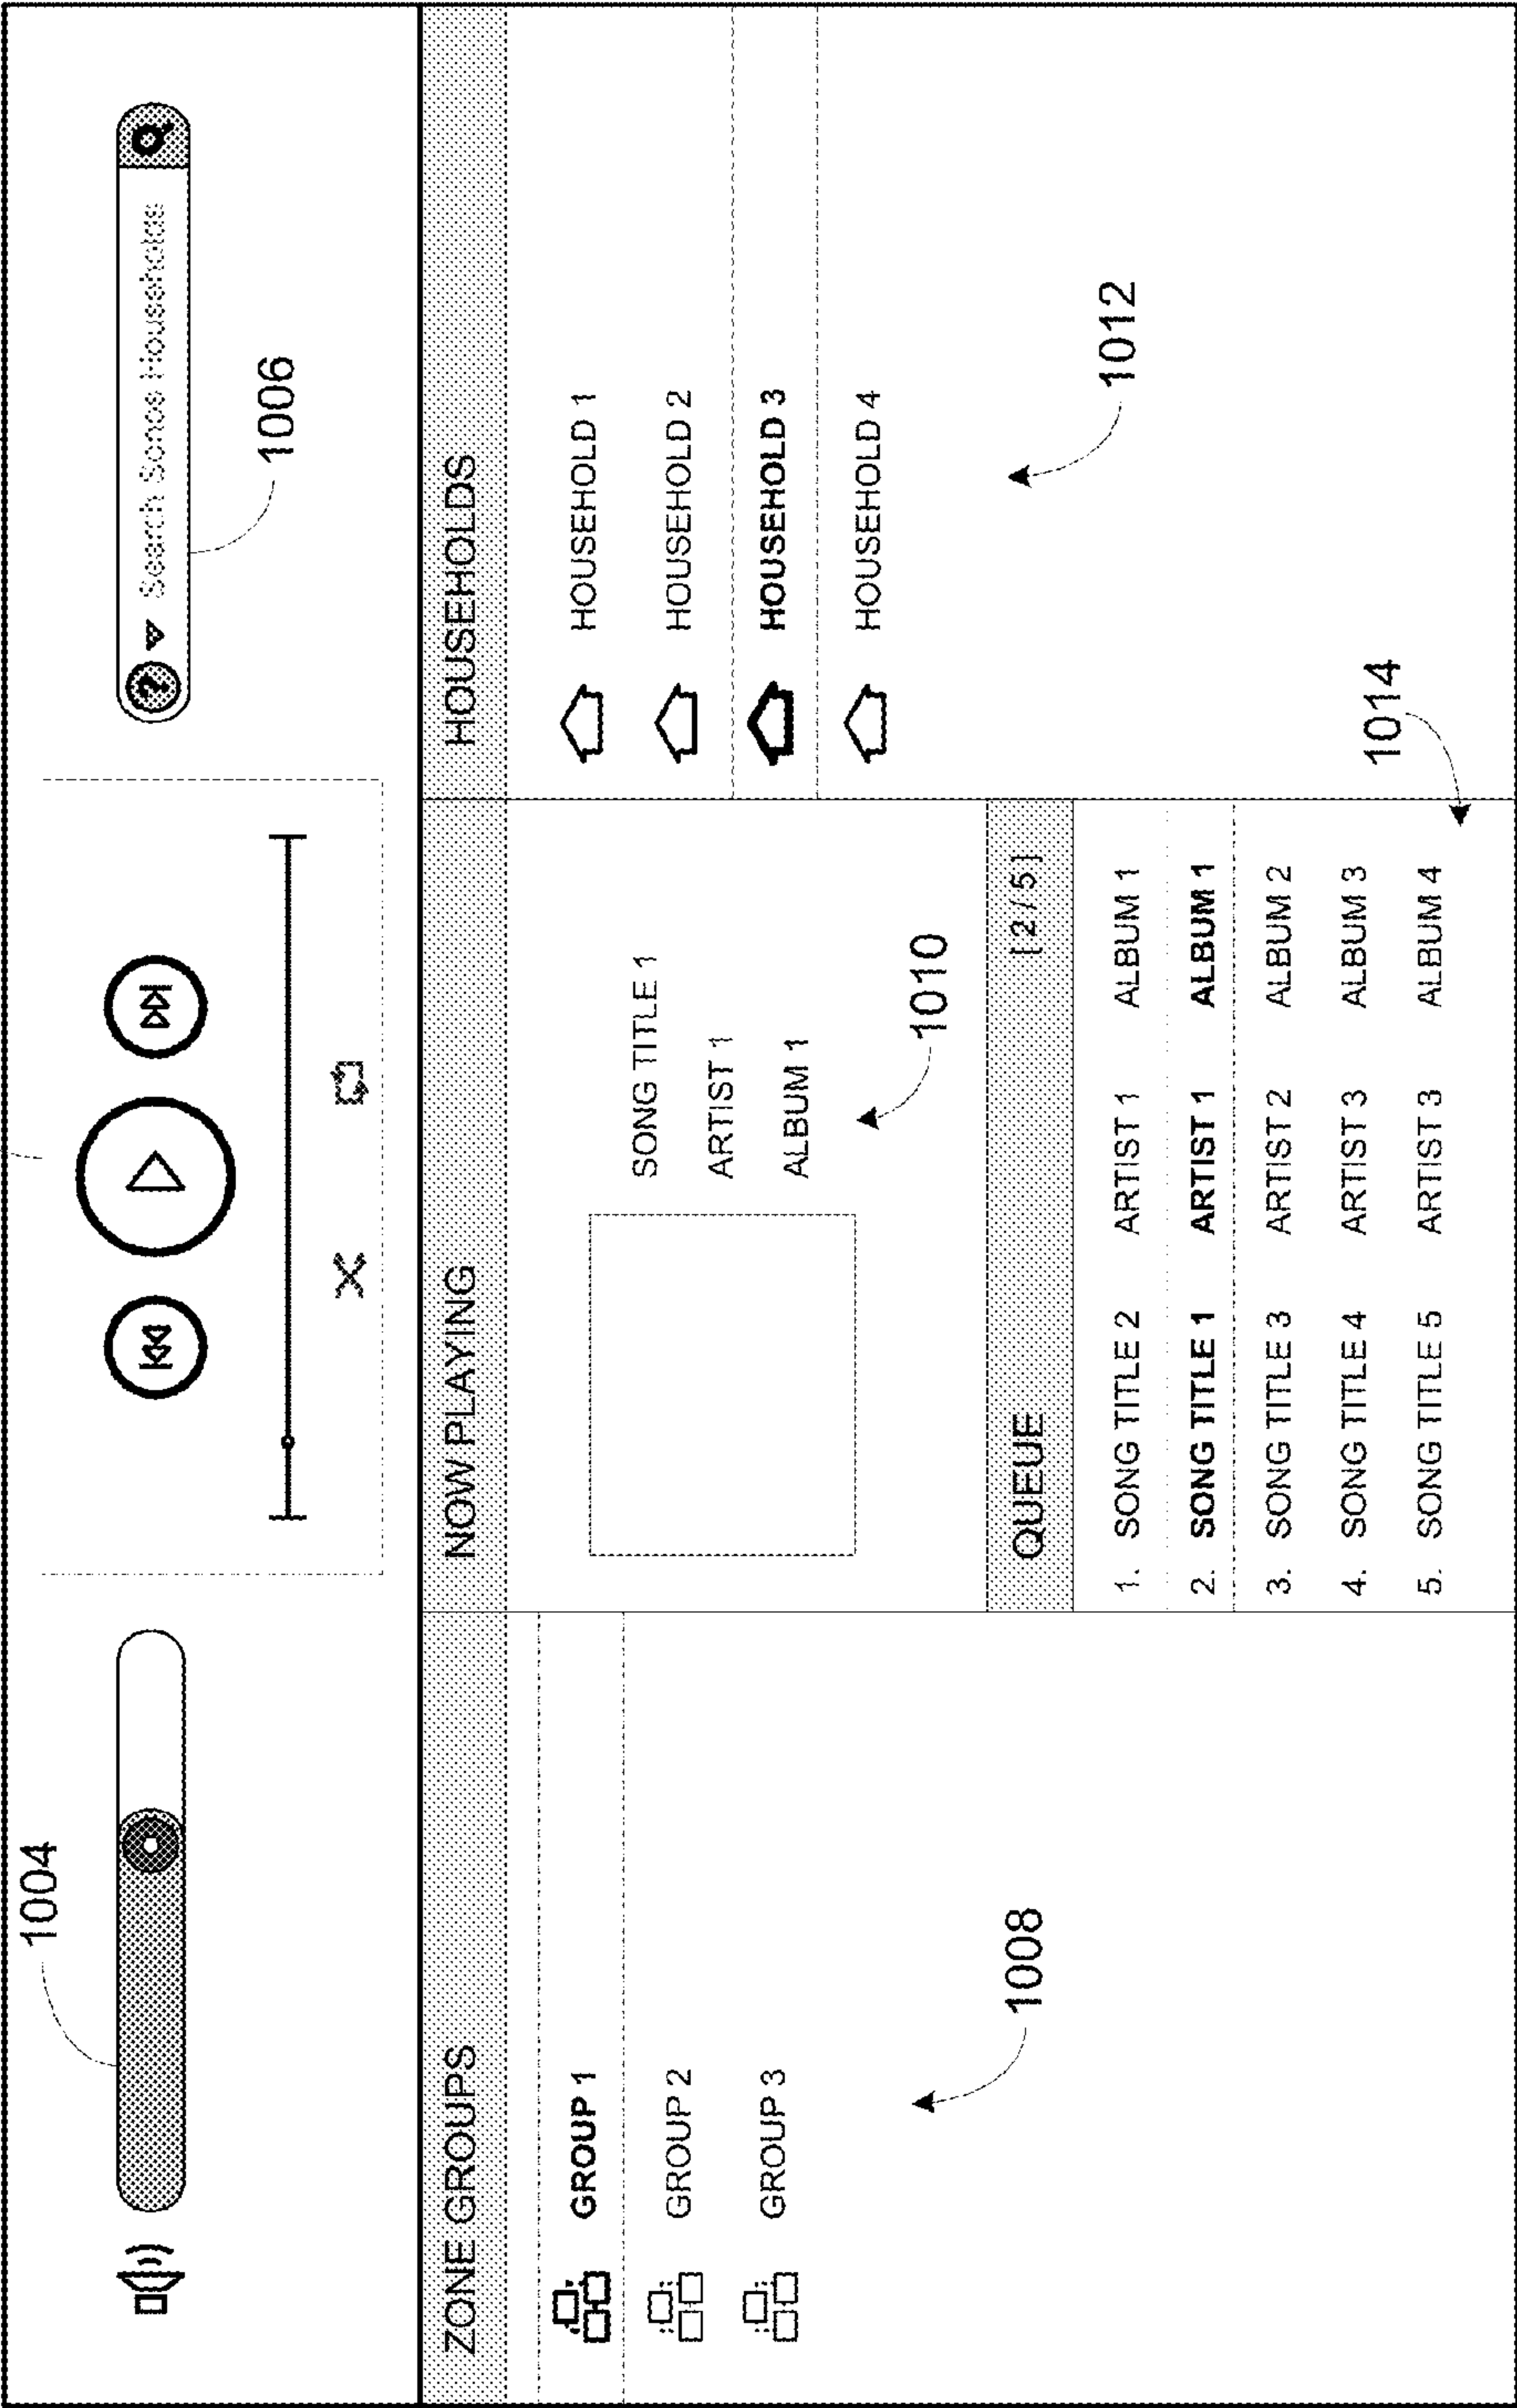 1004
? Search Sonos Households
1006
ZONE GROUPS
GROUP 1
GROUP 2
GROUP 3
1008
NOW PLAYING
SONG TITLE 1
ARTIST 1
ALBUM 1
1010
QUEUE [ 2 / 5 ]
1. SONG TITLE 2 ARTIST 1 ALBUM 1
2. SONG TITLE 1 ARTIST 1 ALBUM 1
3. SONG TITLE 3 ARTIST 2 ALBUM 2
4. SONG TITLE 4 ARTIST 3 ALBUM 3
5. SONG TITLE 5 ARTIST 3 ALBUM 4
1014
HOUSEHOLDS
HOUSEHOLD 1
HOUSEHOLD 2
HOUSEHOLD 3
HOUSEHOLD 4
1012